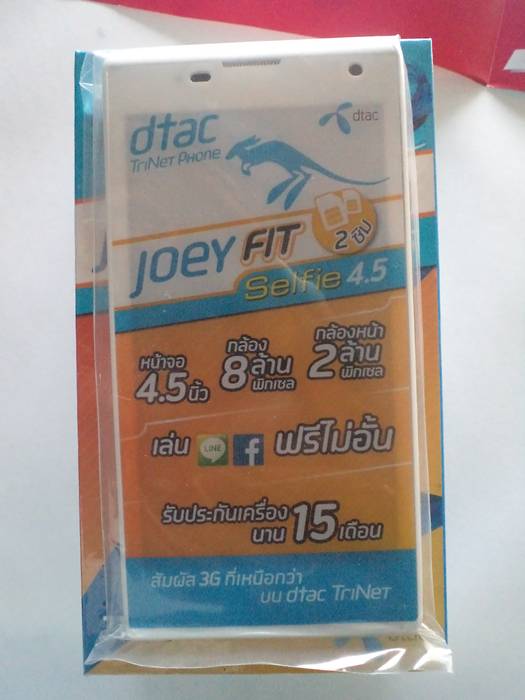 dtac
TriNet Phone
dtac
JOEY FIT
2 ซิม
Selfie 4.5
หน้าจอ
4.5 นิ้ว
กล้อง
8 ล้าน
พิกเซล
กล้องหน้า
2 ล้าน
พิกเซล
เล่น LINE f ฟรีไม่อั้น
รับประกันเครื่อง
นาน 15 เดือน
สัมผัส 3G ที่เหนือกว่า
บน dtac TriNet